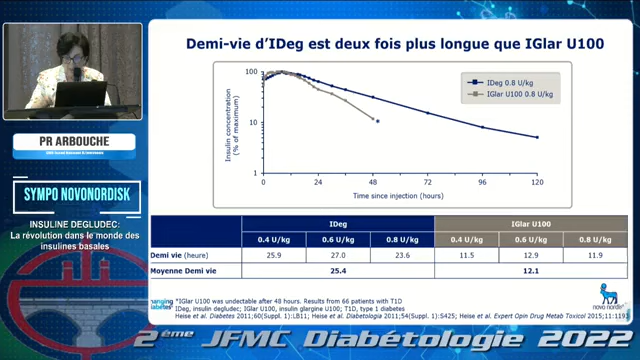 Demi-vie d’IDeg est deux fois plus longue que IGlar U100
PR ARBOUCHE
SYMPO NOVONORDISK
INSULINE DEGLUDEC:
La révolution dans le monde des
insulines basales
Insulin concentration
(% of maximum)
100
10
1
0
12
24
36
48
60
72
84
96
108
120
Time since injection (hours)
IDeg 0.8 U/kg
IGlar U100 0.8 U/kg
IDeg IGlar U100
0.4 U/kg 0.6 U/kg 0.8 U/kg 0.4 U/kg 0.6 U/kg 0.8 U/kg
Demi vie (heure) 25.9 27.0 23.6 11.5 12.9 11.9
Moyenne Demi vie 25.4 12.1
changing
diabetes
*IGlar U100 was undectable after 48 hours. Results from 66 patients with T1D
IDeg, insulin degludec; IGlar U100, insulin glargine U100; T1D, type 1 diabetes
Heise et al. Diabetes 2011;60(Suppl.1):LB11; Heise et al. Diabetologia 2011;54(Suppl.1):S425; Heise et al. Expert Opin Drug Metab Toxicol 2015;11:1193
novo nordisk
2ème JFMC Diabétologie 2022